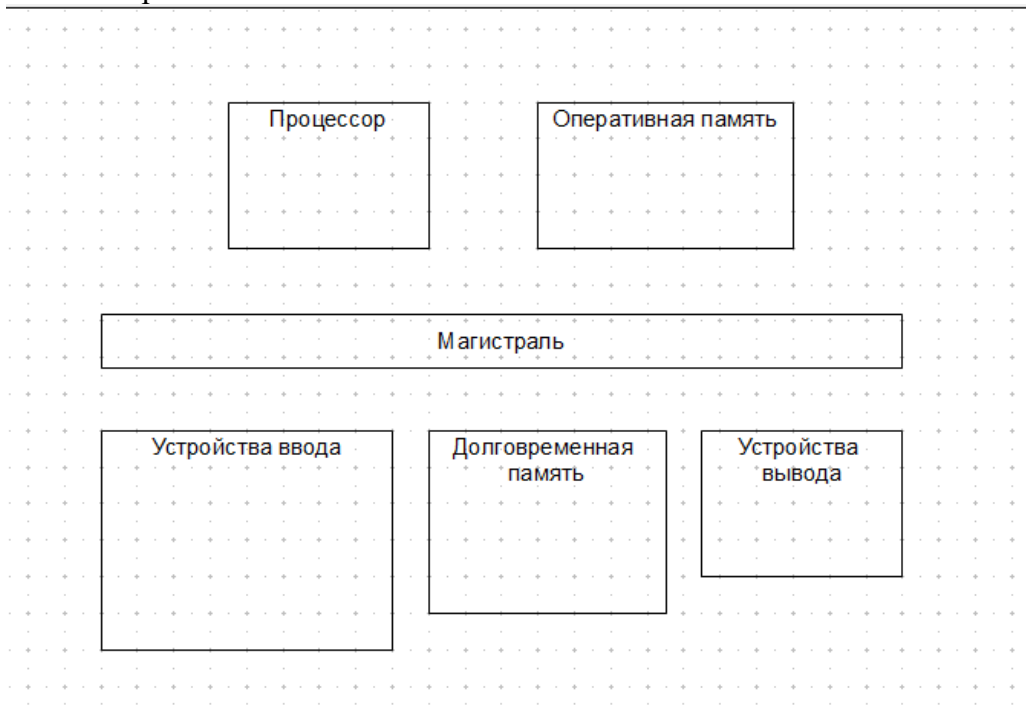 Процессор
Оперативная память
Магистраль
Устройства ввода
Долговременная
память
Устройства
вывода